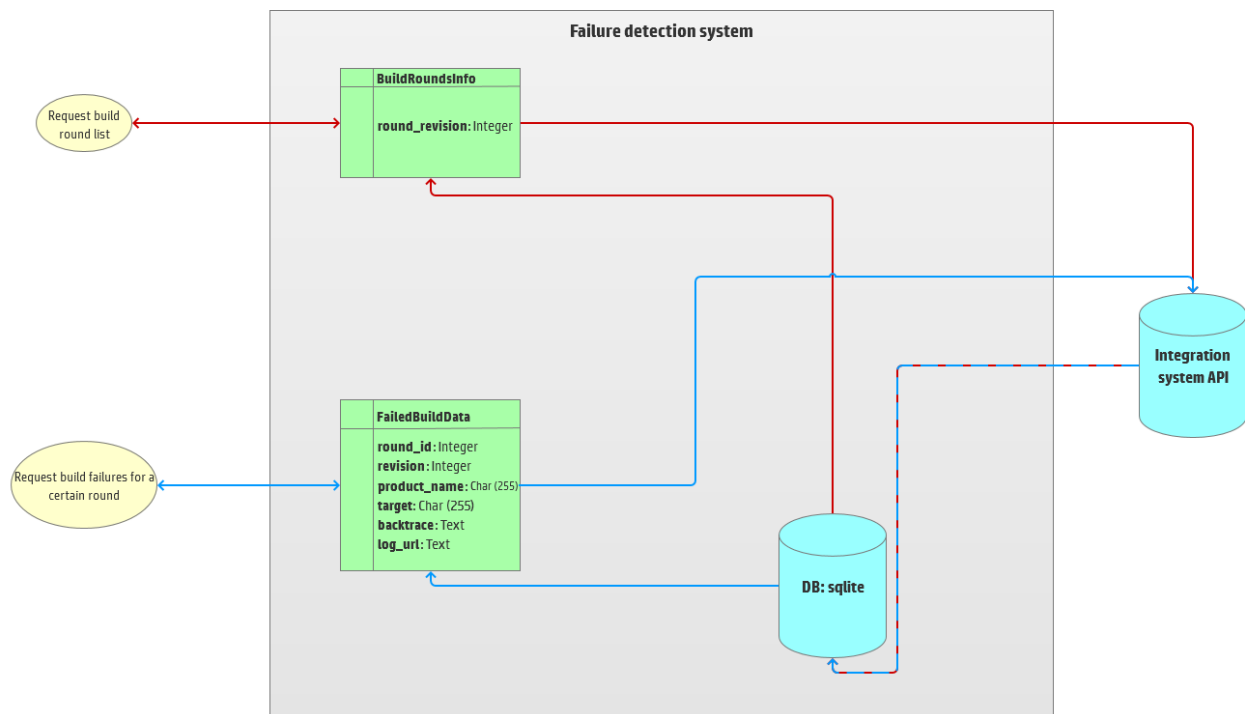 Failure detection system
BuildRoundsInfo
Request build
round list
round_revision: Integer
Integration
system API
FailedBuildData
round_id: Integer
revision: Integer
Request build failures for a
certain round
product_name: Char (255)
target: Char (255)
backtrace: Text
log_url: Text
DB: sqlite